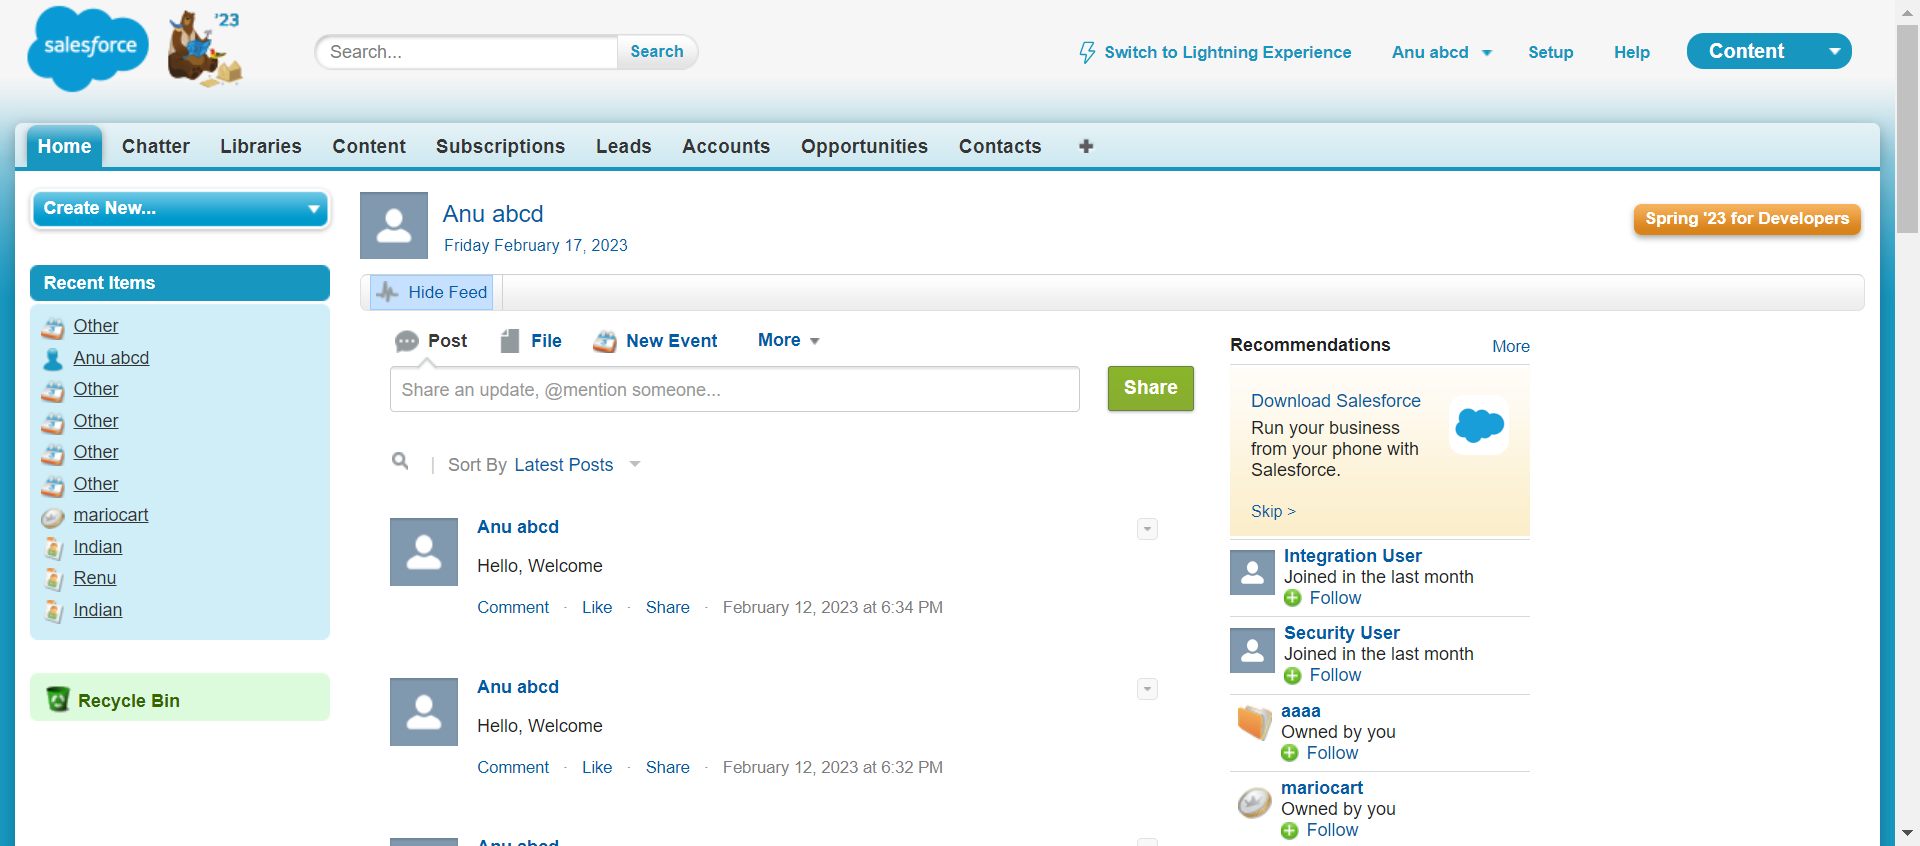 salesforce
'23
Search...
Search
Switch to Lightning Experience
Anu abcd
Setup
Help
Content
Home
Chatter
Libraries
Content
Subscriptions
Leads
Accounts
Opportunities
Contacts
Create New...
Recent Items
Other
Anu abcd
Other
Other
Other
Other
mariocart
Indian
Renu
Indian
Recycle Bin
Anu abcd
Friday February 17, 2023
Spring '23 for Developers
Hide Feed
Post
File
New Event
More
Share an update, @mention someone...
Share
Sort By Latest Posts
Anu abcd
Hello, Welcome
Comment · Like · Share · February 12, 2023 at 6:34 PM
Anu abcd
Hello, Welcome
Comment · Like · Share · February 12, 2023 at 6:32 PM
Anu abcd
Recommendations
More
Download Salesforce
Run your business
from your phone with
Salesforce.
Skip >
Integration User
Joined in the last month
Follow
Security User
Joined in the last month
Follow
aaaa
Owned by you
Follow
mariocart
Owned by you
Follow